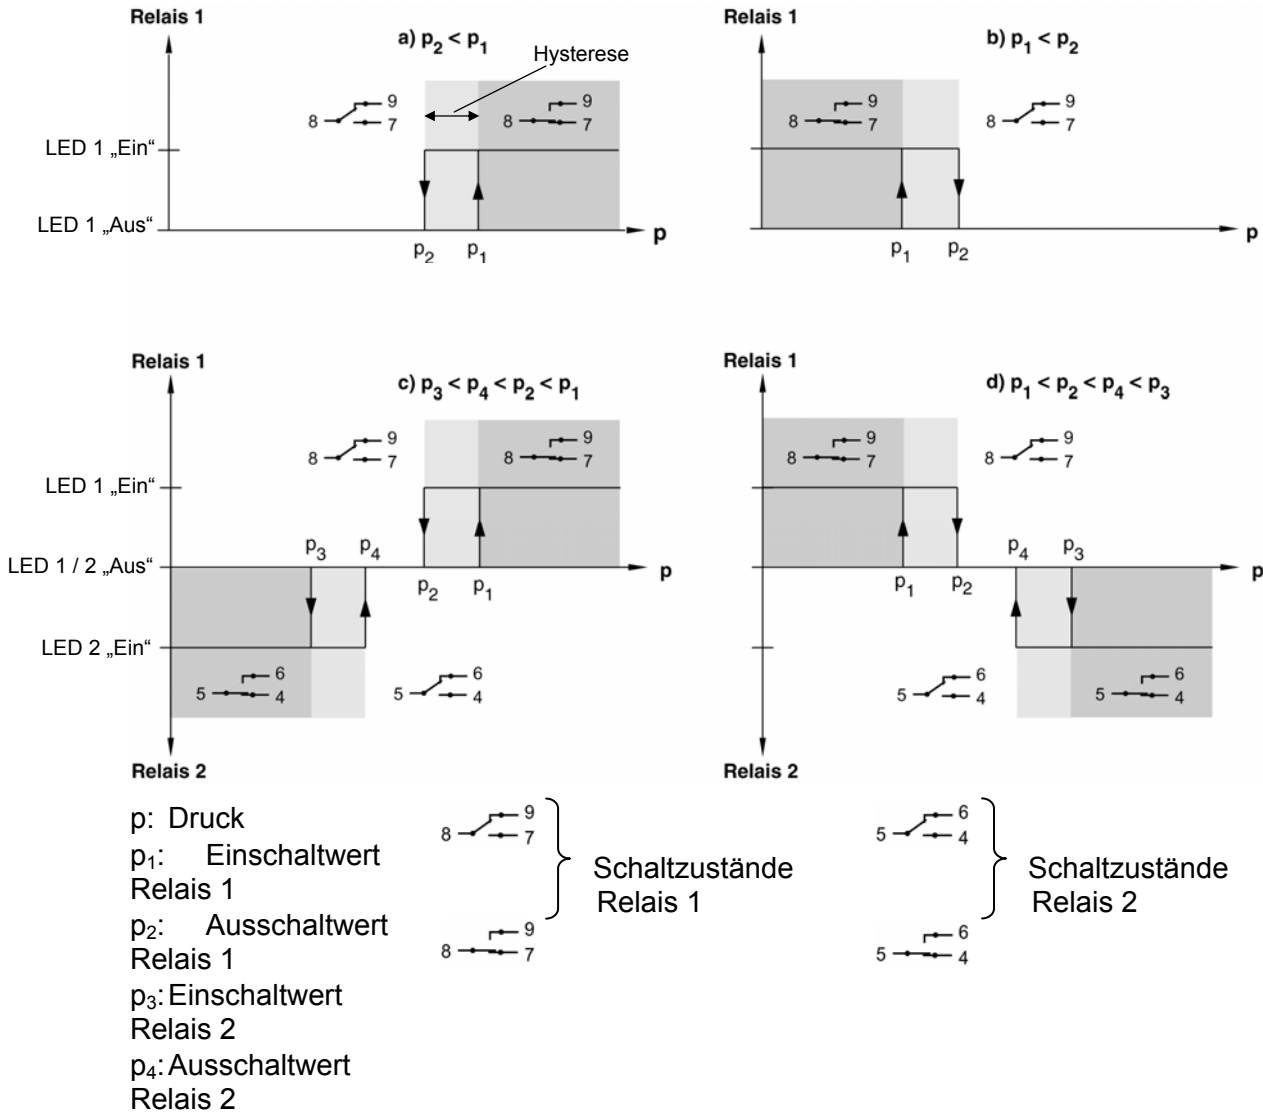 Relais 1
a) p2 < p1
Hysterese
8 9 7
8 9 7
LED 1 „Ein“
LED 1 „Aus“
p2 p1
p
Relais 1
b) p1 < p2
8 9 7
8 9 7
p1 p2
p
Relais 1
c) p3 < p4 < p2 < p1
8 9 7
8 9 7
LED 1 „Ein“
p3 p4
LED 1 / 2 „Aus“
p2 p1
p
LED 2 „Ein“
5 6 4
5 6 4
Relais 2
Relais 1
d) p1 < p2 < p4 < p3
8 9 7
8 9 7
p4 p3
p1 p2
p
5 6 4
5 6 4
Relais 2
p: Druck
p1: Einschaltwert
Relais 1
p2: Ausschaltwert
Relais 1
p3: Einschaltwert
Relais 2
p4: Ausschaltwert
Relais 2
8 9 7
8 9 7
Schaltzustände
Relais 1
5 6 4
5 6 4
Schaltzustände
Relais 2